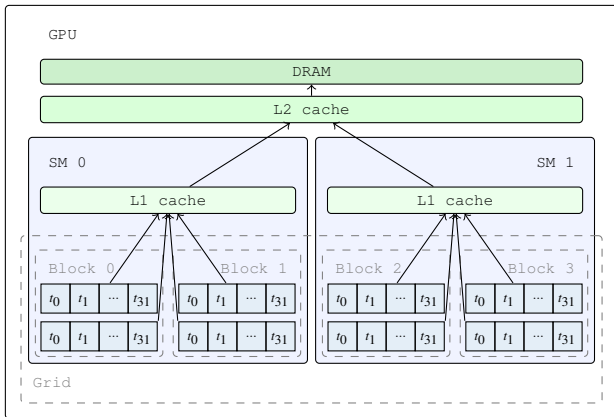 GPU
DRAM
L2 cache
SM 0 SM 1
L1 cache L1 cache
Block 0 Block 1 Block 2 Block 3
t0 t1 ... t31 t0 t1 ... t31 t0 t1 ... t31 t0 t1 ... t31
t0 t1 ... t31 t0 t1 ... t31 t0 t1 ... t31 t0 t1 ... t31
Grid